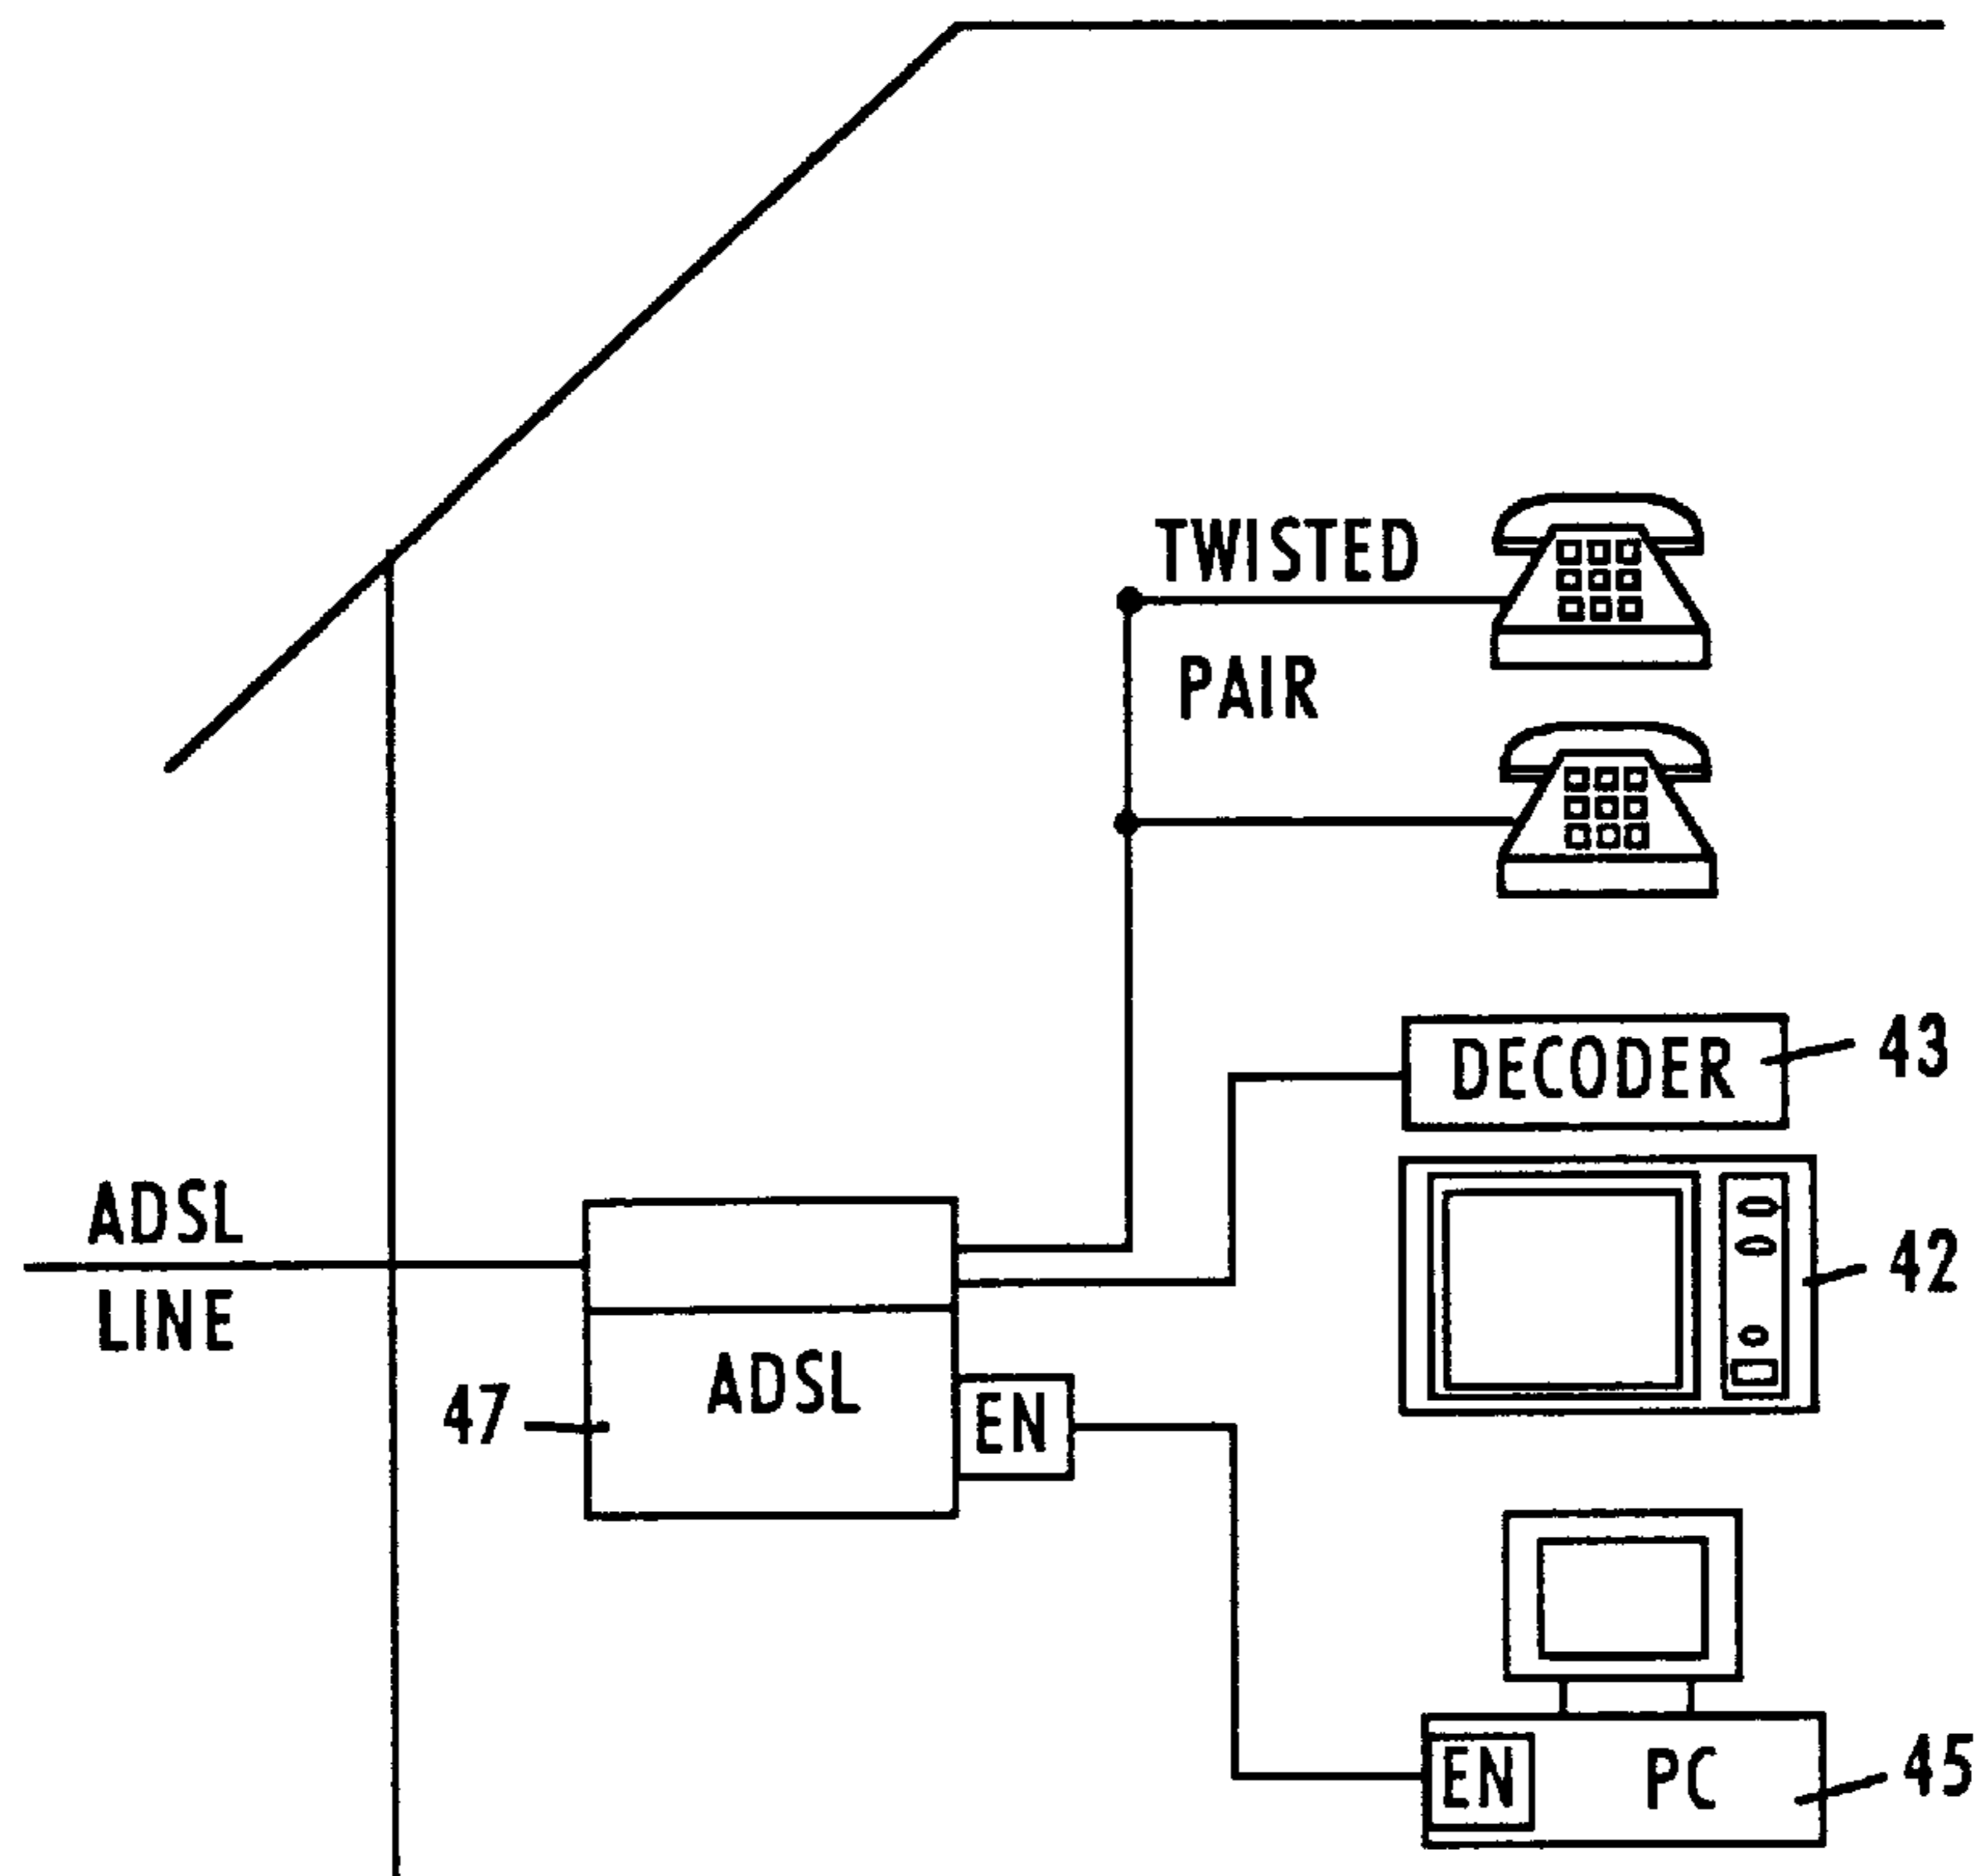 TWISTED
PAIR
DECODER
43
ADSL
LINE
42
47
ADSL
EN
EN
PC
45